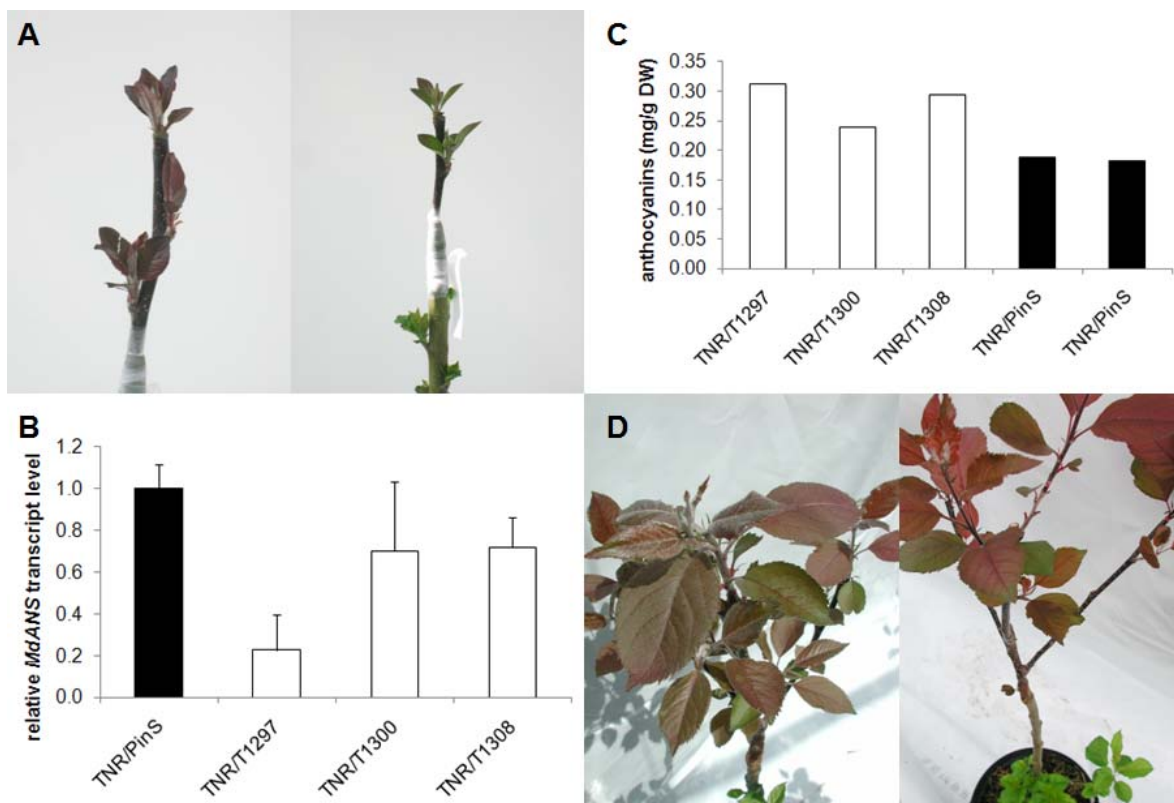 A
C
anthocyanins (mg/g DW)
0.35
0.30
0.25
0.20
0.15
0.10
0.05
0.00
TNR/T1297
TNR/T1300
TNR/T1308
TNR/PinS
TNR/PinS
B
relative MdANS transcript level
1.2
1.0
0.8
0.6
0.4
0.2
0.0
TNR/PinS
TNR/T1297
TNR/T1300
TNR/T1308
D